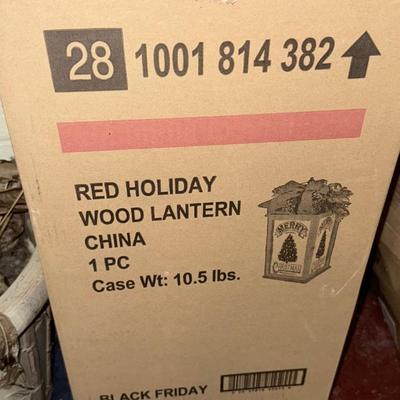 28 1001 814 382
RED HOLIDAY
WOOD LANTERN
CHINA
1 PC
Case Wt: 10.5 lbs.
MERRY
CHRISTMAS
BLACK FRIDAY